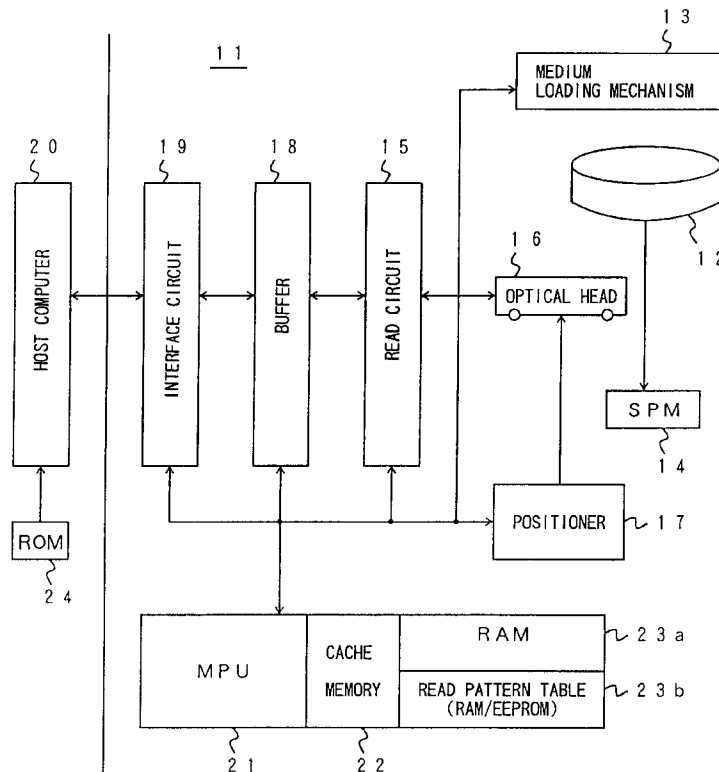 11
13
MEDIUM
LOADING MECHANISM
20
19
18
15
12
16
HOST COMPUTER
INTERFACE CIRCUIT
BUFFER
READ CIRCUIT
OPTICAL HEAD
SPM
14
ROM
24
POSITIONER
17
MPU
CACHE
MEMORY
RAM
23a
READ PATTERN TABLE
(RAM/EEPROM)
23b
21
22